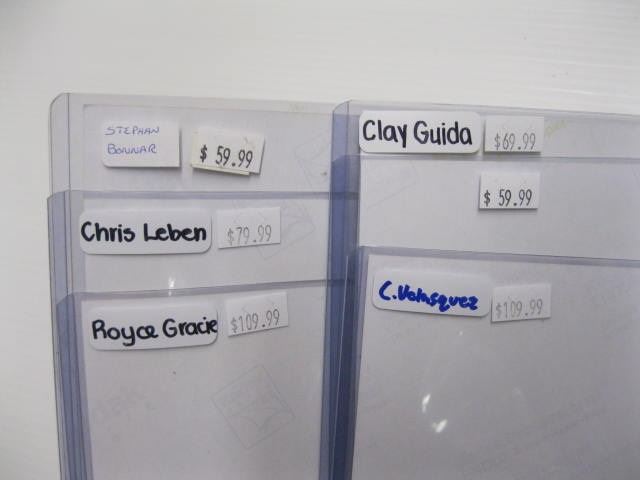 STEPHAN
BONNAR
$ 59.99
Chris Leben
$79.99
Royce Gracie
$109.99
Clay Guida
$69.99
$ 59.99
C. Velasquez
$109.99